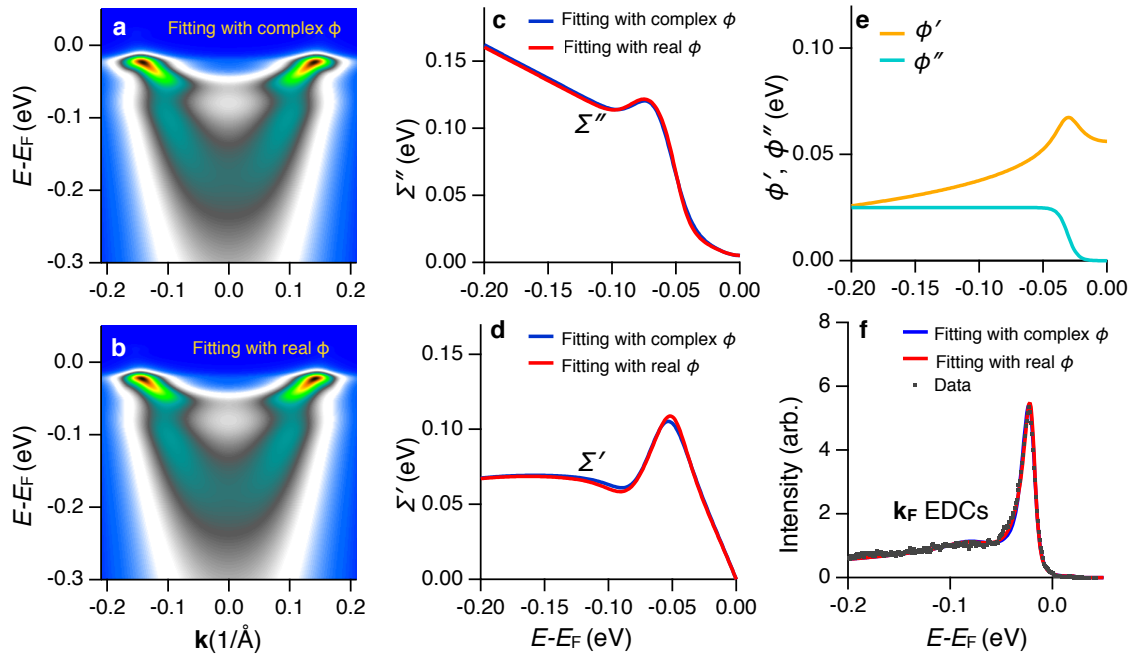 a
Fitting with complex ϕ
0.0
-0.1
-0.2
-0.3
E-EF (eV)
-0.2 -0.1 0.0 0.1 0.2
b
Fitting with real ϕ
0.0
-0.1
-0.2
-0.3
E-EF (eV)
-0.2 -0.1 0.0 0.1 0.2
k(1/Å)
c
Fitting with complex ϕ
Fitting with real ϕ
0.15
0.10
0.05
0.00
Σ″ (eV)
Σ″
-0.20 -0.15 -0.10 -0.05 0.00
d
Fitting with complex ϕ
Fitting with real ϕ
0.15
0.10
0.05
0.00
Σ′ (eV)
Σ′
-0.20 -0.15 -0.10 -0.05 0.00
E-EF (eV)
e
ϕ′
ϕ″
0.10
0.05
0.00
ϕ′, ϕ″ (eV)
-0.20 -0.15 -0.10 -0.05 0.00
f
Fitting with complex ϕ
Fitting with real ϕ
Data
8
6
4
2
0
Intensity (arb.)
kF EDCs
-0.2 -0.1 0.0
E-EF (eV)